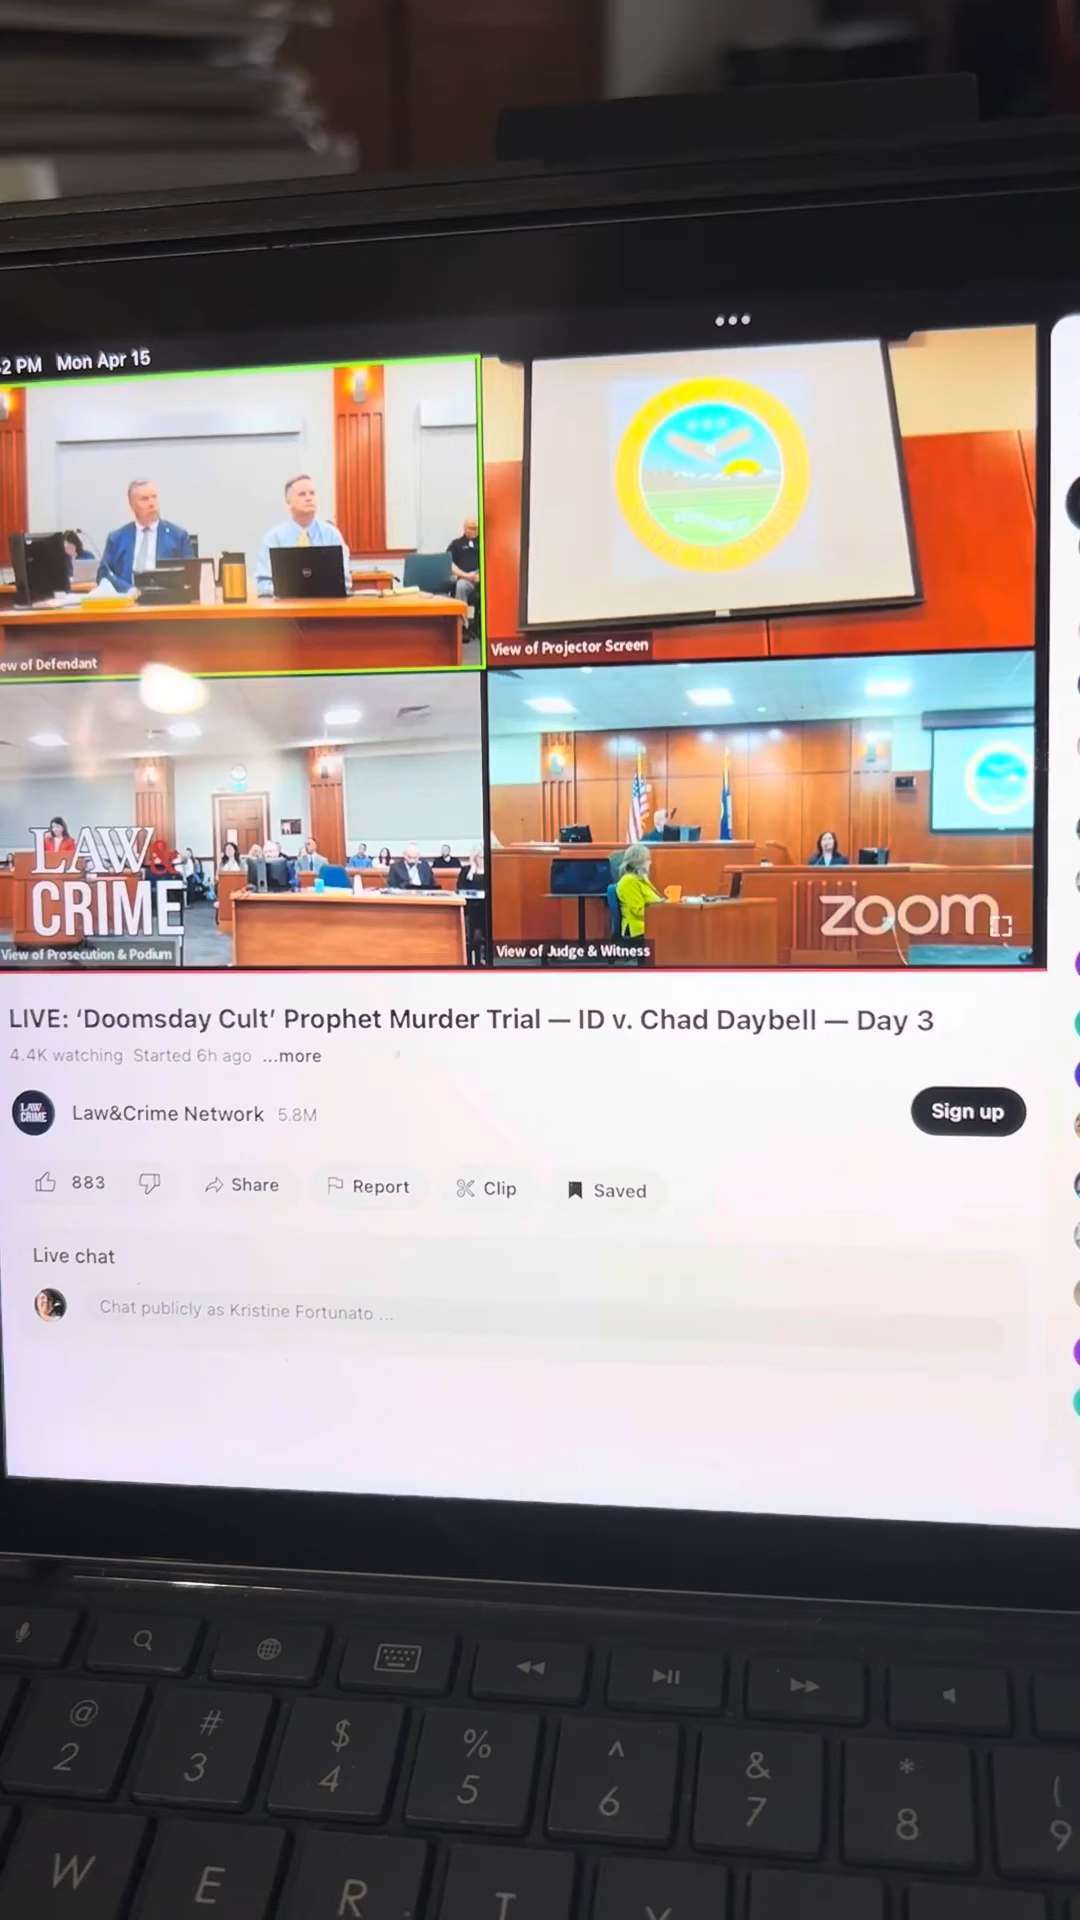 2 PM Mon Apr 15
ew of Defendant
View of Projector Screen
LAW&
CRIME
View of Prosecution & Podium
View of Judge & Witness
zoom
LIVE: ‘Doomsday Cult’ Prophet Murder Trial — ID v. Chad Daybell — Day 3
4.4K watching Started 6h ago ...more
LAW&
CRIME
Law&Crime Network 5.8M
Sign up
883
Share
Report
Clip
Saved
Live chat
Chat publicly as Kristine Fortunato ...
@ # $ % ^ & * (
2 3 4 5 6 7 8 9
W E R T Y